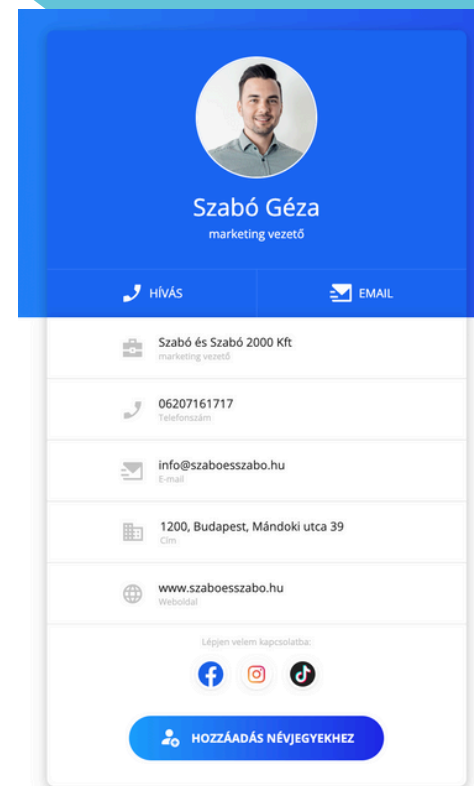 Szabó Géza
marketing vezető
HÍVÁS
EMAIL
Szabó és Szabó 2000 Kft
marketing vezető
06207161717
Telefonszám
info@szaboesszabo.hu
E-mail
1200, Budapest, Mándoki utca 39
Cím
www.szaboesszabo.hu
Weboldal
Lépjen velem kapcsolatba:
HOZZÁADÁS NÉVJEGYEKHEZ